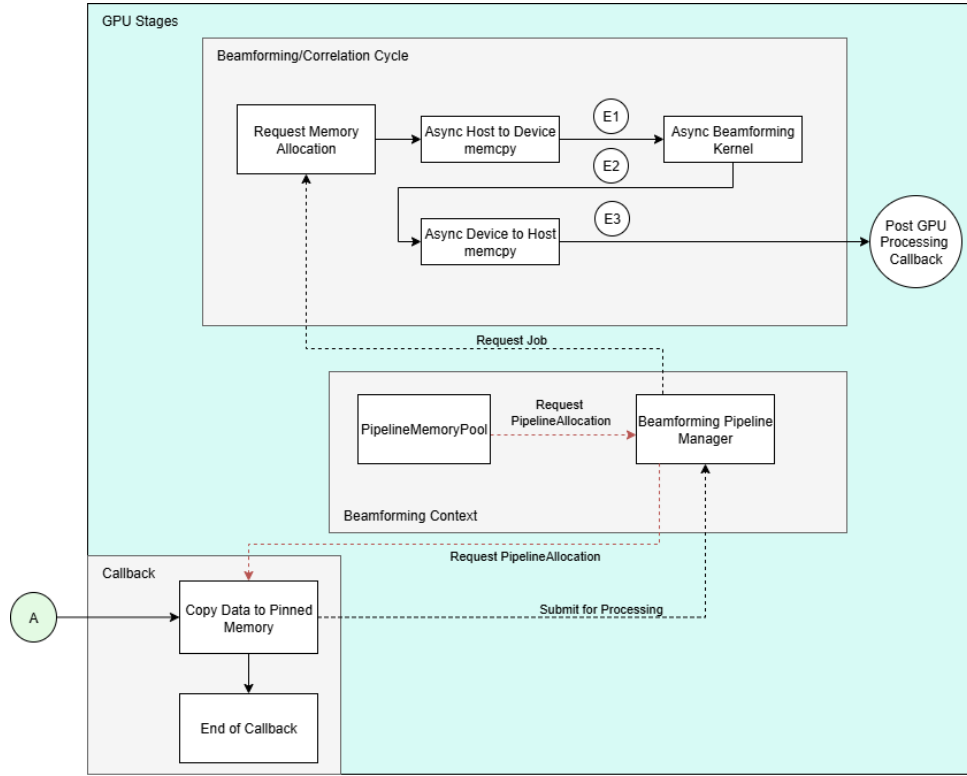 GPU Stages
Beamforming/Correlation Cycle
Request Memory
Allocation
Async Host to Device
memcpy
E1
Async Beamforming
Kernel
E2
Async Device to Host
memcpy
E3
Post GPU
Processing
Callback
Request Job
PipelineMemoryPool
Request
PipelineAllocation
Beamforming Pipeline
Manager
Beamforming Context
Request PipelineAllocation
Callback
A
Copy Data to Pinned
Memory
Submit for Processing
End of Callback